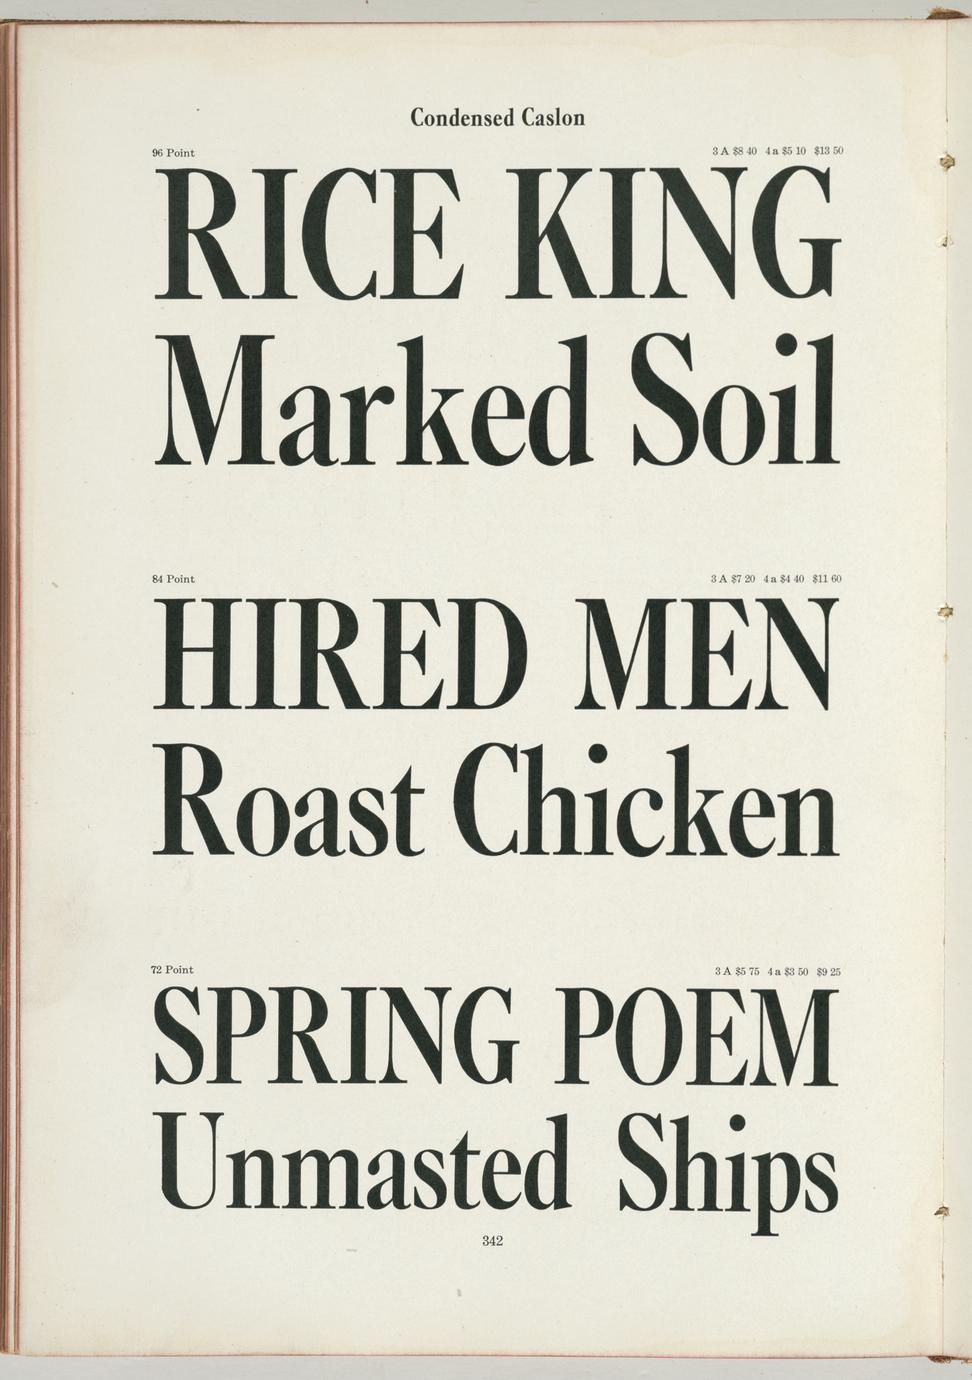 Condensed Caslon
96 Point 3 A $8 40 4 a $5 10 $13 50
RICE KING
Marked Soil
84 Point 3 A $7 20 4 a $4 40 $11 60
HIRED MEN
Roast Chicken
72 Point 3 A $5 75 4 a $3 50 $9 25
SPRING POEM
Unmasted Ships
342